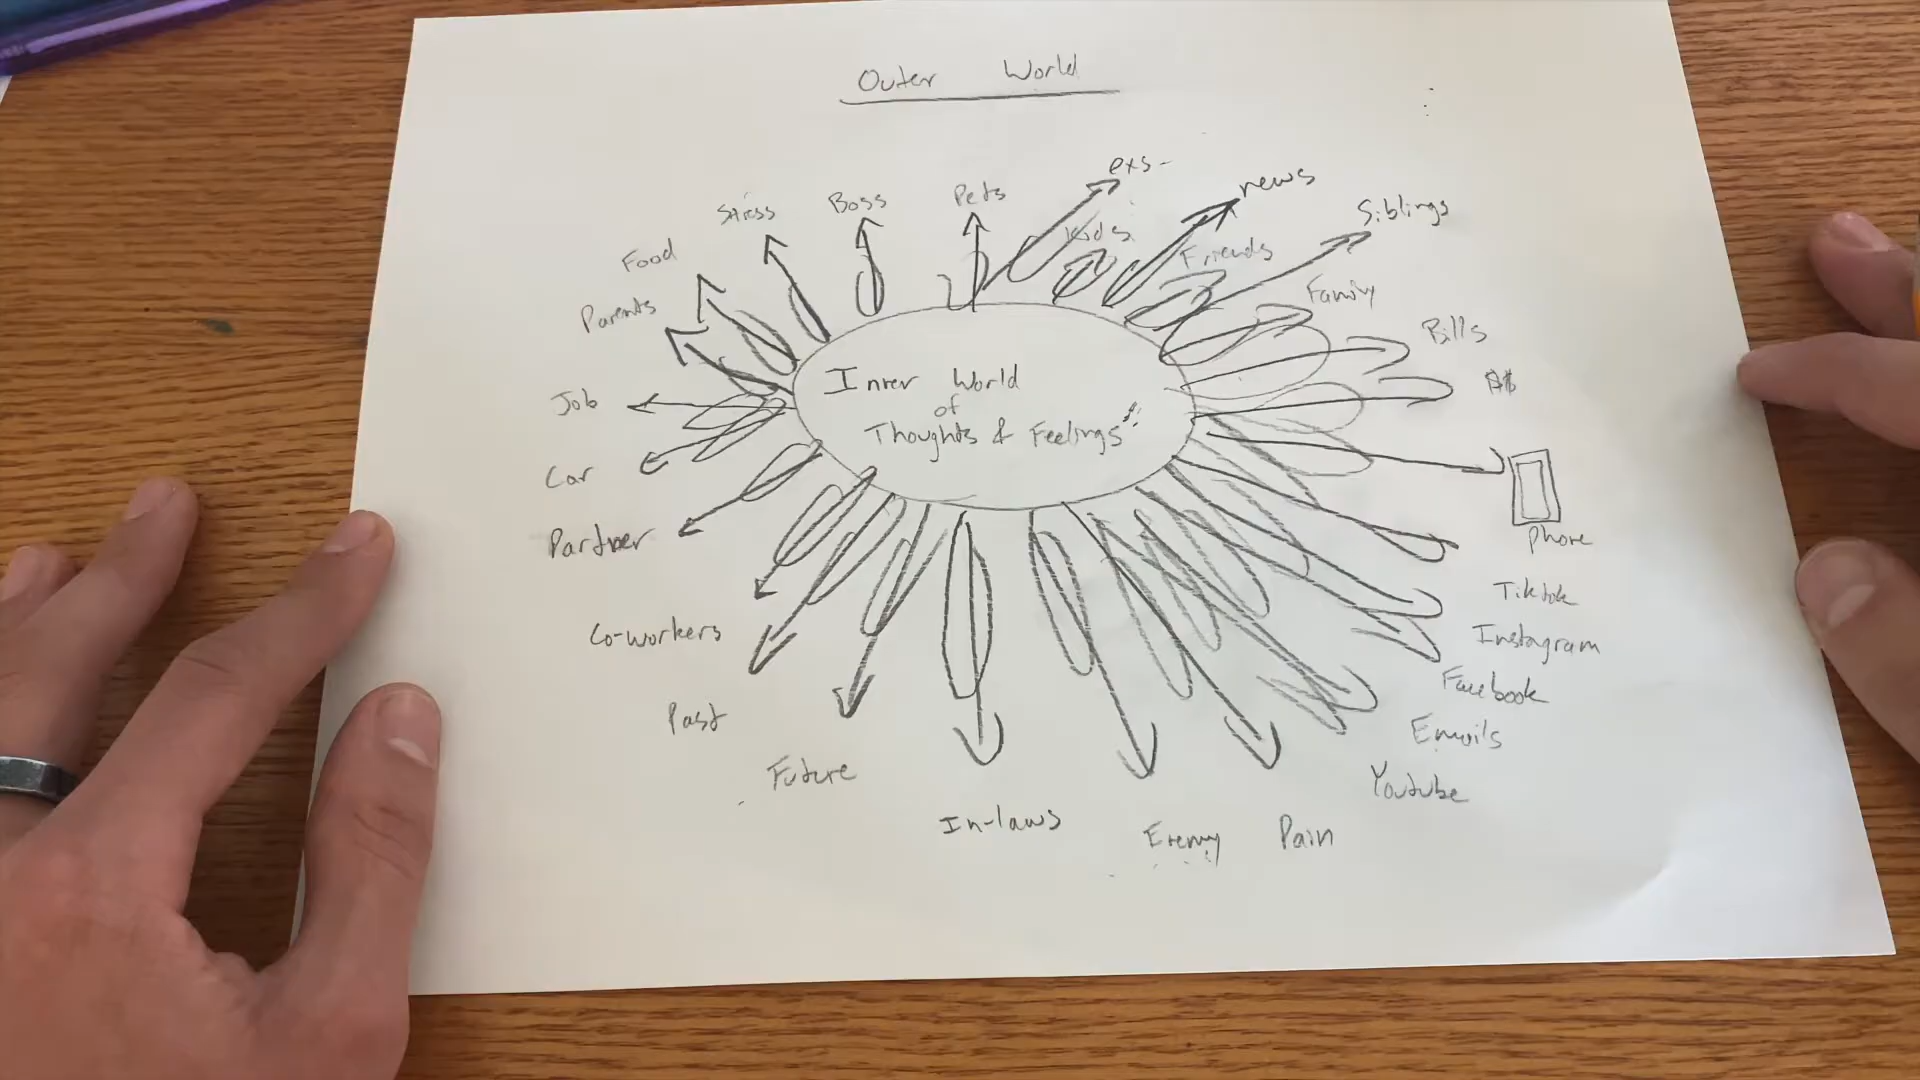 Outer World
exs-
news
Siblings
Pets
Boss
Stress
Kids
Friends
Food
Family
Parents
Bills
Inner World
of
Thoughts & Feelings
Job
Car
Partner
Phone
Tiktok
Instagram
Co-workers
Facebook
Past
Emails
Future
Youtube
In-laws
Enemy
Pain